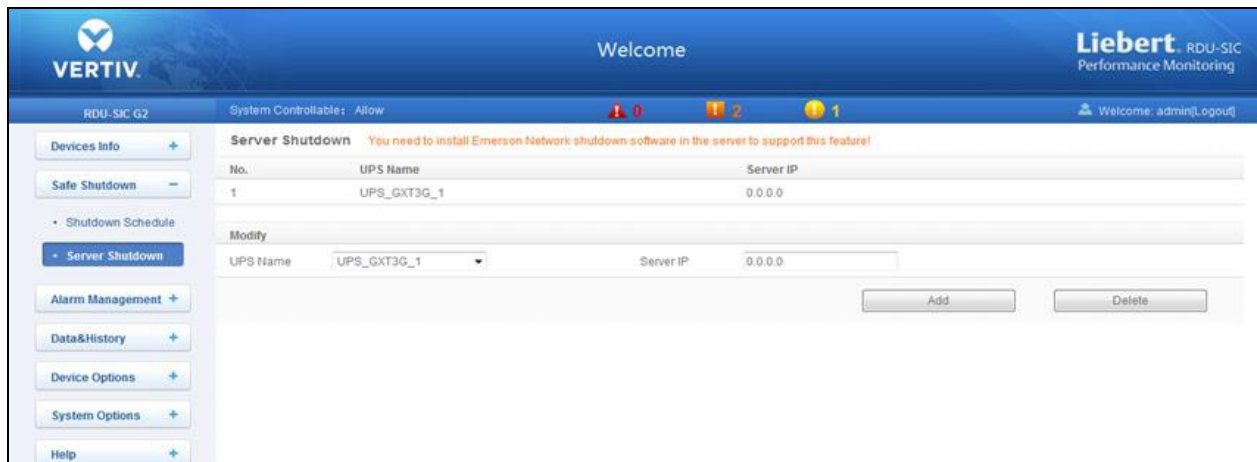 VERTIV.
Welcome
Liebert. RDU-SIC
Performance Monitoring
RDU-SIC G2
System Controllable: Allow
0
2
1
Welcome: admin[Logout]
Devices Info +
Safe Shutdown −
• Shutdown Schedule
• Server Shutdown
Alarm Management +
Data&History +
Device Options +
System Options +
Help +
Server Shutdown You need to install Emerson Network shutdown software in the server to support this feature!
No. UPS Name Server IP
1 UPS_GXT3G_1 0.0.0.0
Modify
UPS Name UPS_GXT3G_1 Server IP 0.0.0.0
Add Delete